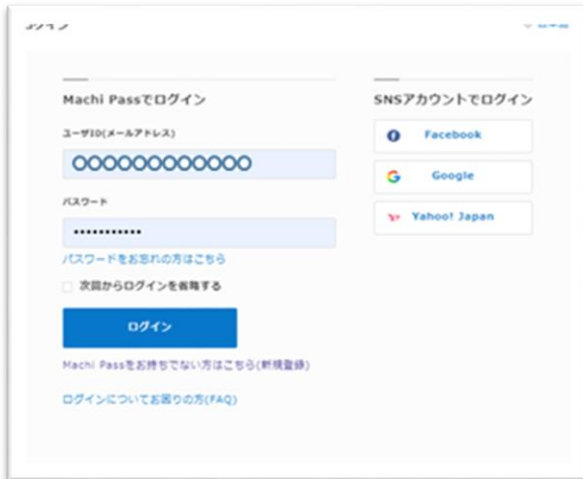 ログイン
Machi Passでログイン
ユーザID(メールアドレス)
〇〇〇〇〇〇〇〇〇〇〇〇
パスワード
•••••••••••
パスワードをお忘れの方はこちら
次回からログインを省略する
ログイン
Machi Passをお持ちでない方はこちら(新規登録)
ログインについてお困りの方(FAQ)
SNSアカウントでログイン
Facebook
Google
Yahoo! Japan